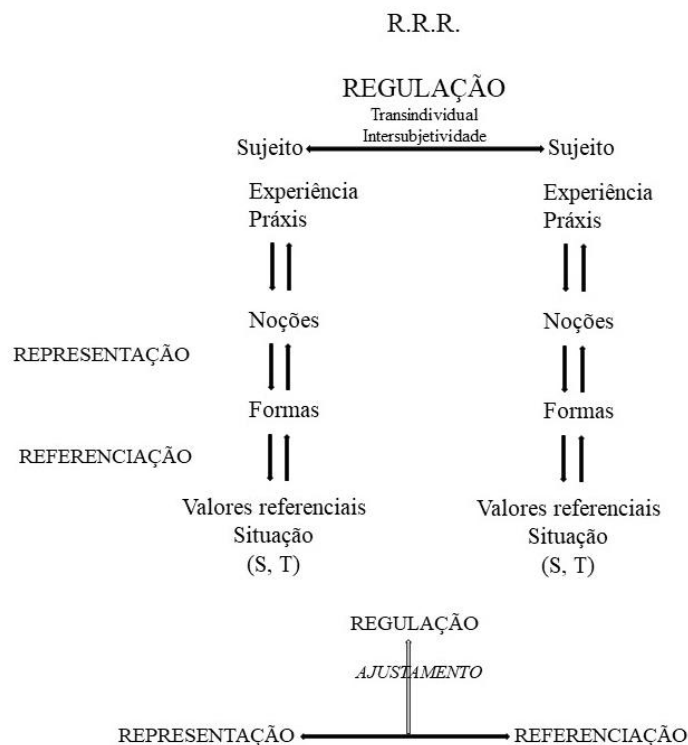 R.R.R.
REGULAÇÃO
Transindividual
Intersubjetividade
Sujeito Sujeito
Experiência Experiência
Práxis Práxis
Noções Noções
REPRESENTAÇÃO
Formas Formas
REFERENCIAÇÃO
Valores referenciais Valores referenciais
Situação Situação
(S, T) (S, T)
REGULAÇÃO
AJUSTAMENTO
REPRESENTAÇÃO REFERENCIAÇÃO